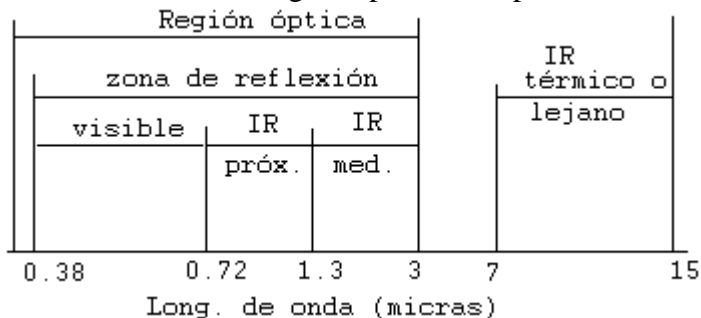 Región óptica
zona de reflexión
IR
térmico o
lejano
visible
IR
IR
próx.
med.
0.38
0.72
1.3
3
7
15
Long. de onda (micras)